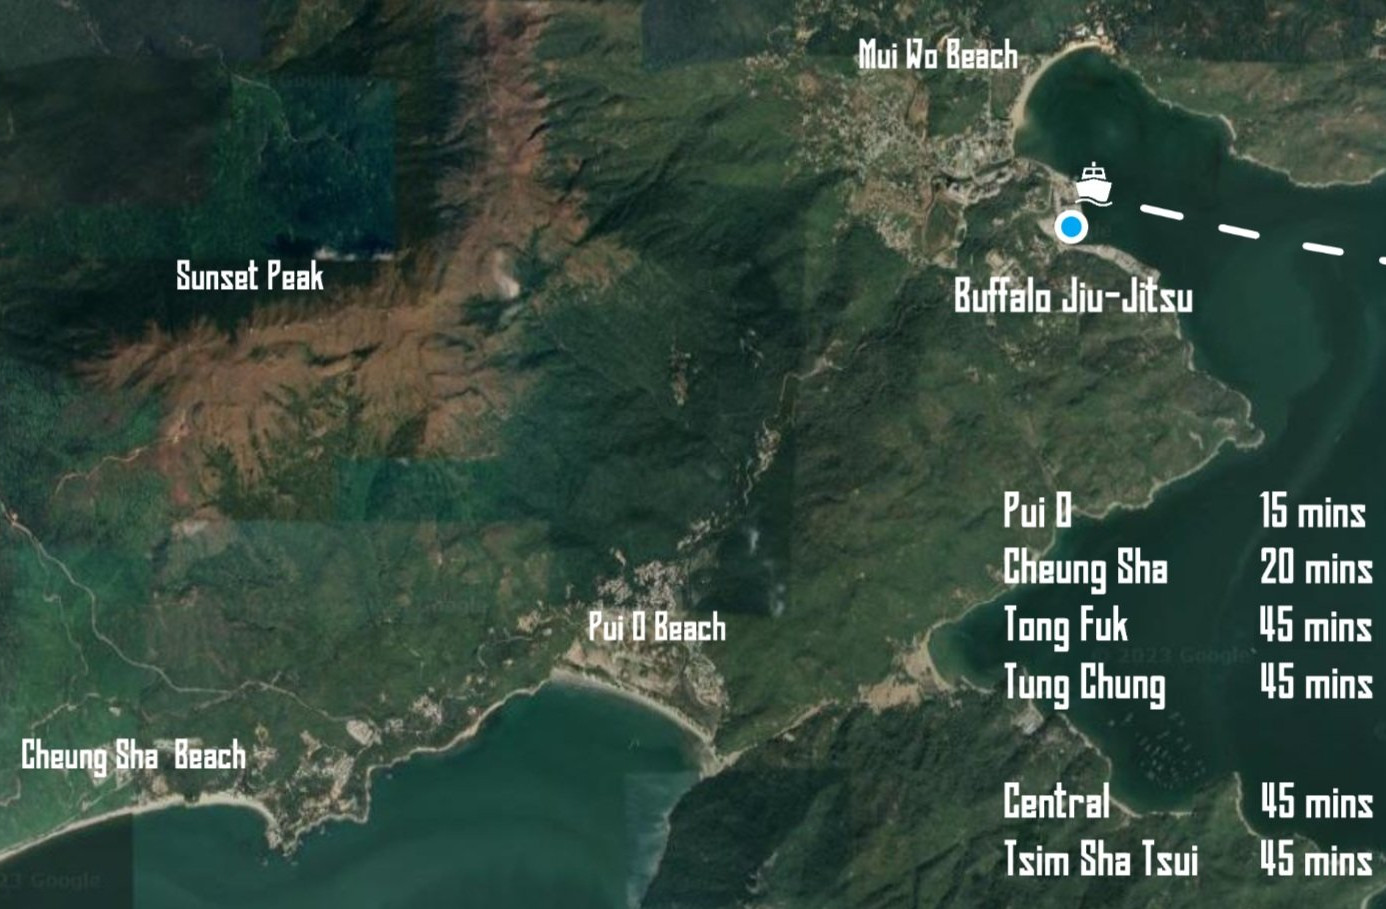 Mui Wo Beach
Sunset Peak
Buffalo Jiu-Jitsu
Pui O 15 mins
Cheung Sha 20 mins
Tong Fuk 45 mins
© 2023 Google
Tung Chung 45 mins
Pui O Beach
Cheung Sha Beach
Central 45 mins
Tsim Sha Tsui 45 mins
23 Google